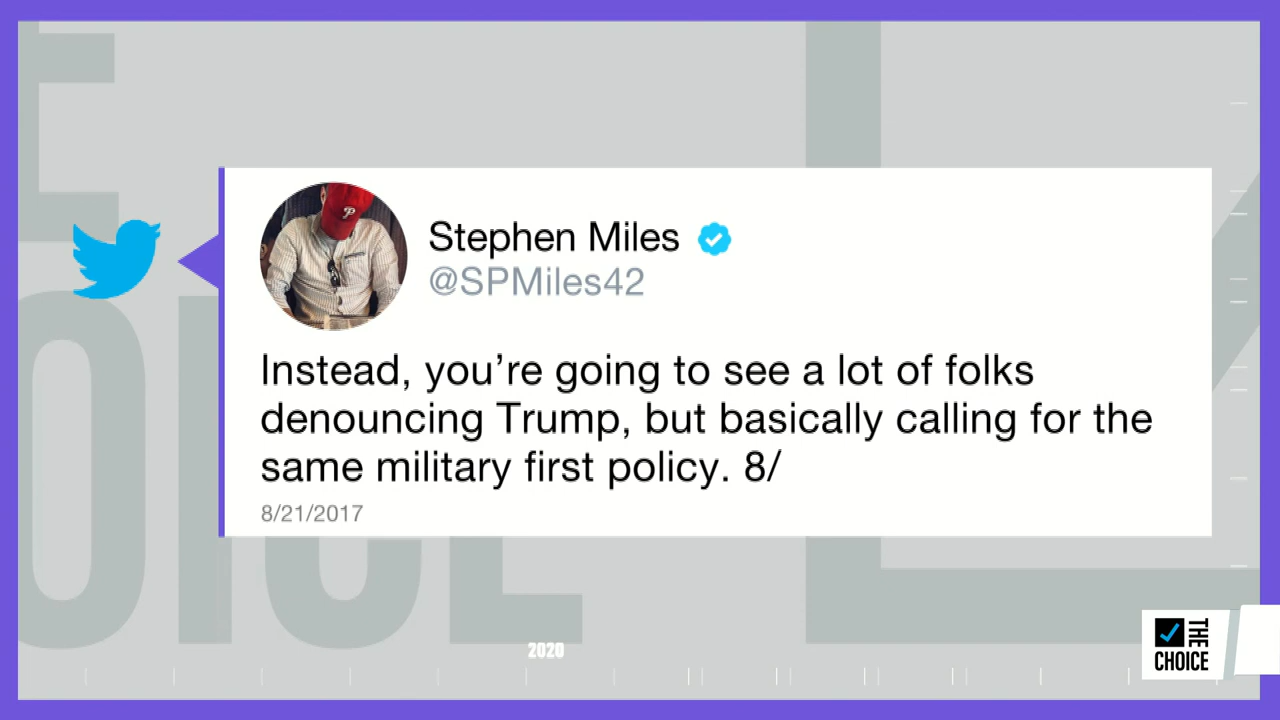 Stephen Miles
@SPMiles42
Instead, you’re going to see a lot of folks
denouncing Trump, but basically calling for the
same military first policy. 8/
8/21/2017
2020
THE
CHOICE